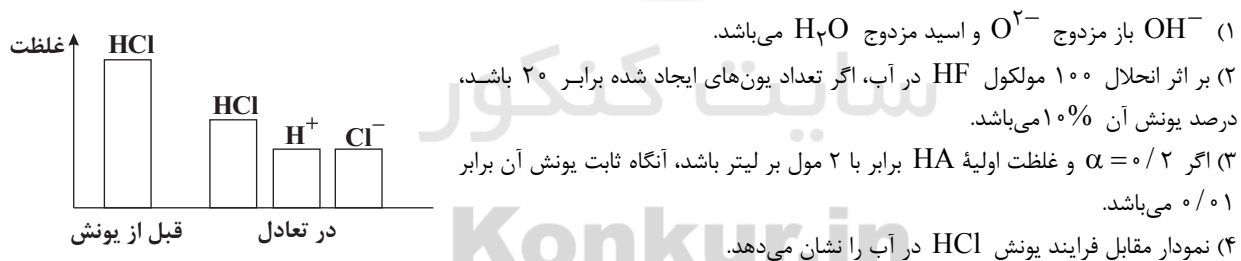 ۱) OH⁻ باز مزدوج O²⁻ و اسید مزدوج H₂O می‌باشد.
۲) بر اثر انحلال ۱۰۰ مولکول HF در آب، اگر تعداد یون‌های ایجاد شده برابر ۲۰ باشد،
درصد یونش آن ۱۰% می‌باشد.
۳) اگر α = ۰/۲ و غلظت اولیهٔ HA برابر با ۲ مول بر لیتر باشد، آنگاه ثابت یونش آن برابر
۰/۰۱ می‌باشد.
۴) نمودار مقابل فرایند یونش HCl در آب را نشان می‌دهد.
غلظت
HCl
HCl
H⁺
Cl⁻
قبل از یونش
در تعادل
سایت کنکور
Konkur.in